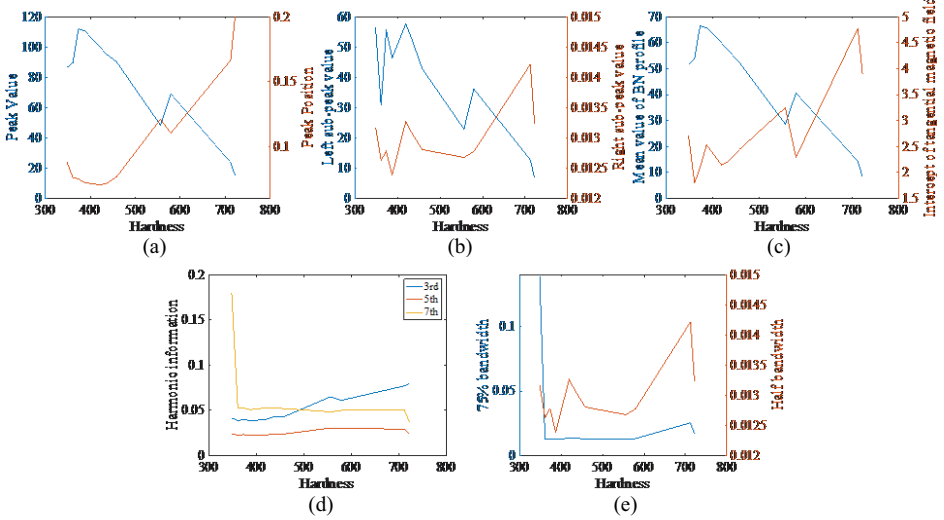 120
100
80
60
40
20
0
Peak Value
0.2
0.15
0.1
Peak Position
300 400 500 600 700 800
Hardness
(a)
60
50
40
30
20
10
0
Left sub-peak value
0.015
0.0145
0.014
0.0135
0.013
0.0125
0.012
Right sub-peak value
300 400 500 600 700 800
Hardness
(b)
70
60
50
40
30
20
10
0
Mean value of BN profile
5
4.5
4
3.5
3
2.5
2
1.5
Intercept of tangential magnetic field
300 400 500 600 700 800
Hardness
(c)
0.2
0.15
0.1
0.05
0
Harmonic information
3rd
5th
7th
300 400 500 600 700 800
Hardness
(d)
0.1
0.05
0
75% bandwidth
0.015
0.0145
0.014
0.0135
0.013
0.0125
0.012
Half bandwidth
300 400 500 600 700 800
Hardness
(e)